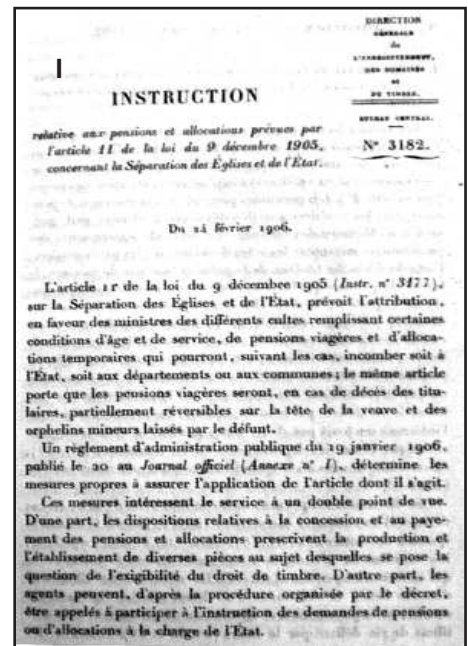 DIRECTION
GÉNÉRALE
de
L'ENREGISTREMENT,
DES DOMAINES
ET
DU TIMBRE.
BUREAU CENTRAL.
N° 3182.
I
INSTRUCTION
relative aux pensions et allocations prévues par
l'article 11 de la loi du 9 décembre 1905,
concernant la Séparation des Églises et de l'État.
Du 24 février 1906.
L'article 11 de la loi du 9 décembre 1905 (Instr. n° 3177),
sur la Séparation des Églises et de l'État, prévoit l'attribution,
en faveur des ministres des différents cultes remplissant certaines
conditions d'âge et de service, de pensions viagères et d'alloca-
tions temporaires qui pourront, suivant les cas, incomber soit à
l'État, soit aux départements ou aux communes; le même article
porte que les pensions viagères seront, en cas de décès des titu-
laires, partiellement réversibles sur la tête de la veuve et des
orphelins mineurs laissés par le défunt.
Un règlement d'administration publique du 19 janvier 1906,
publié le 20 au Journal officiel (Annexe n° I), détermine les
mesures propres à assurer l'application de l'article dont il s'agit.
Ces mesures intéressent le service à un double point de vue.
D'une part, les dispositions relatives à la concession et au paye-
ment des pensions et allocations prescrivent la production et
l'établissement de diverses pièces au sujet desquelles se pose la
question de l'exigibilité du droit de timbre. D'autre part, les
agents peuvent, d'après la procédure organisée par le décret,
être appelés à participer à l'instruction des demandes de pensions
ou d'allocations à la charge de l'État.